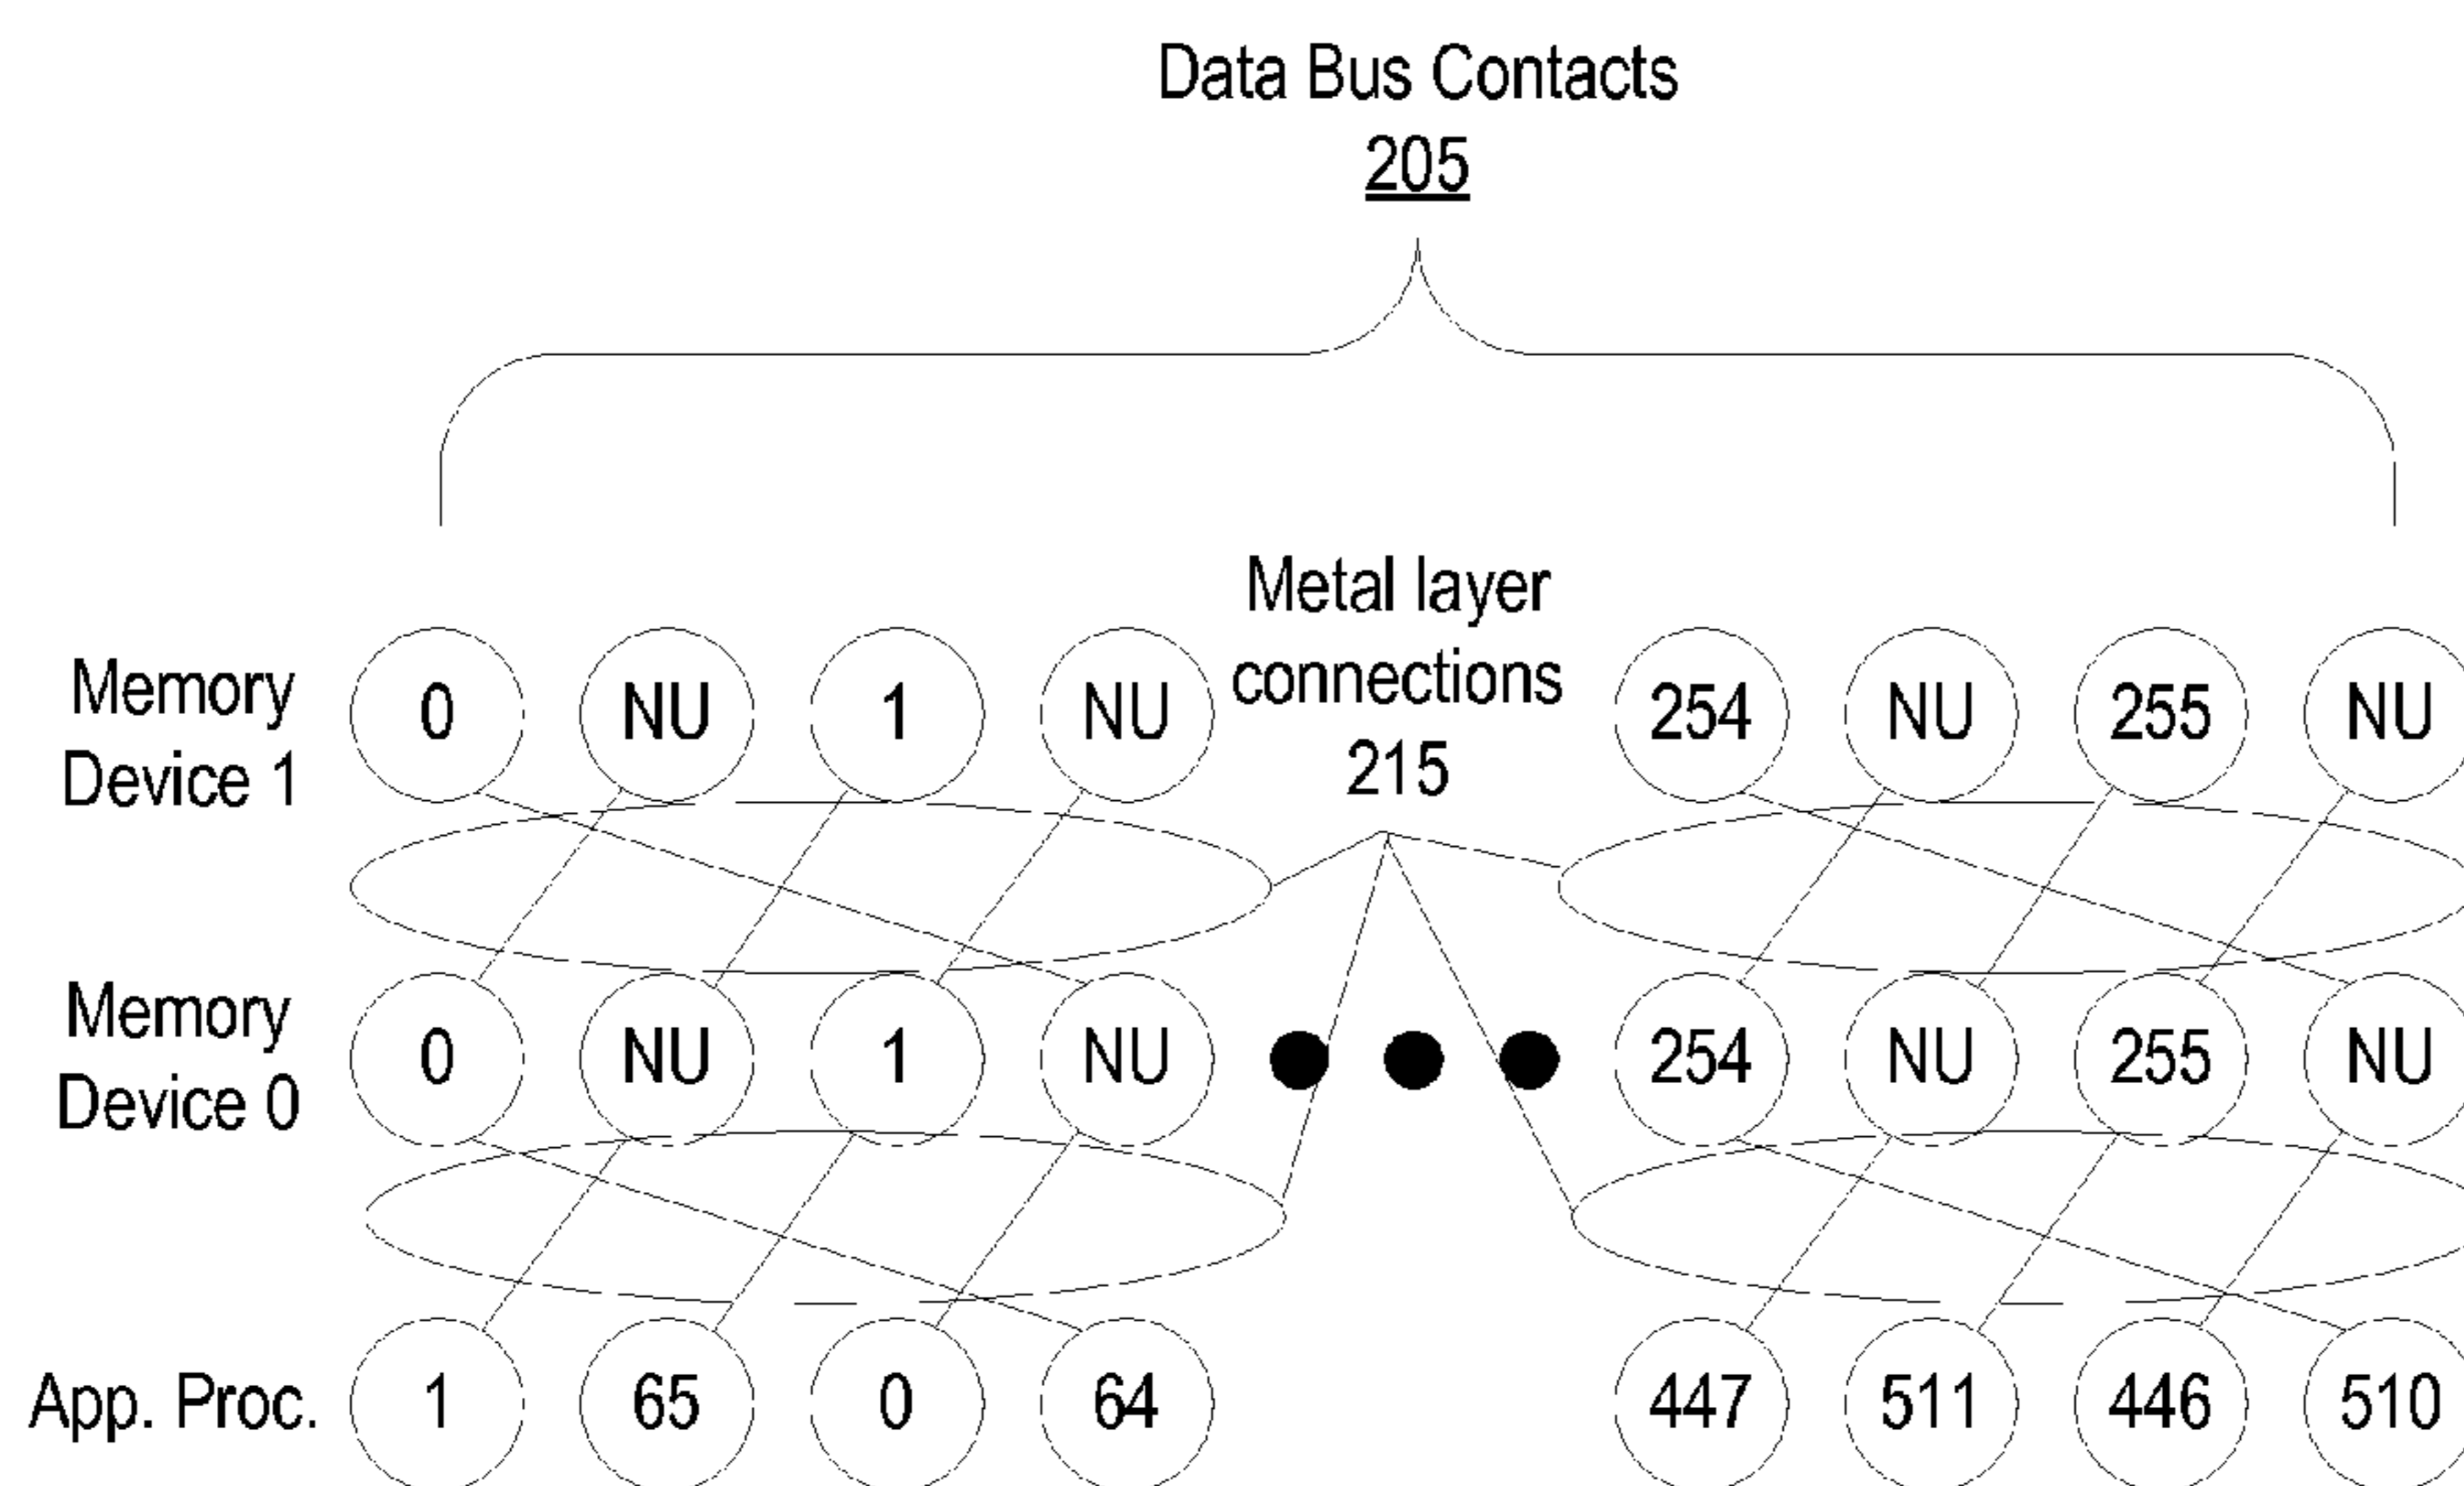 Data Bus Contacts
205
Metal layer
connections
215
Memory
Device 1
0 NU 1 NU 254 NU 255 NU
Memory
Device 0
0 NU 1 NU 254 NU 255 NU
App. Proc.
1 65 0 64 447 511 446 510